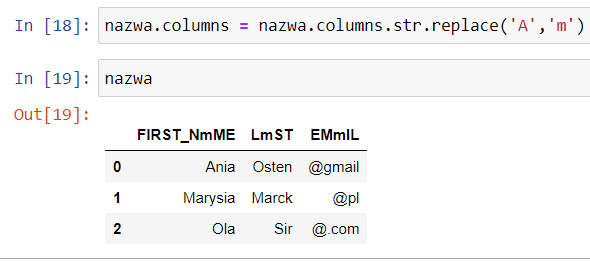 In [18]: nazwa.columns = nazwa.columns.str.replace('A','m')
In [19]: nazwa
Out[19]:
FIRST_NmME LmST EMmIL
0 Ania Osten @gmail
1 Marysia Marck @pl
2 Ola Sir @.com